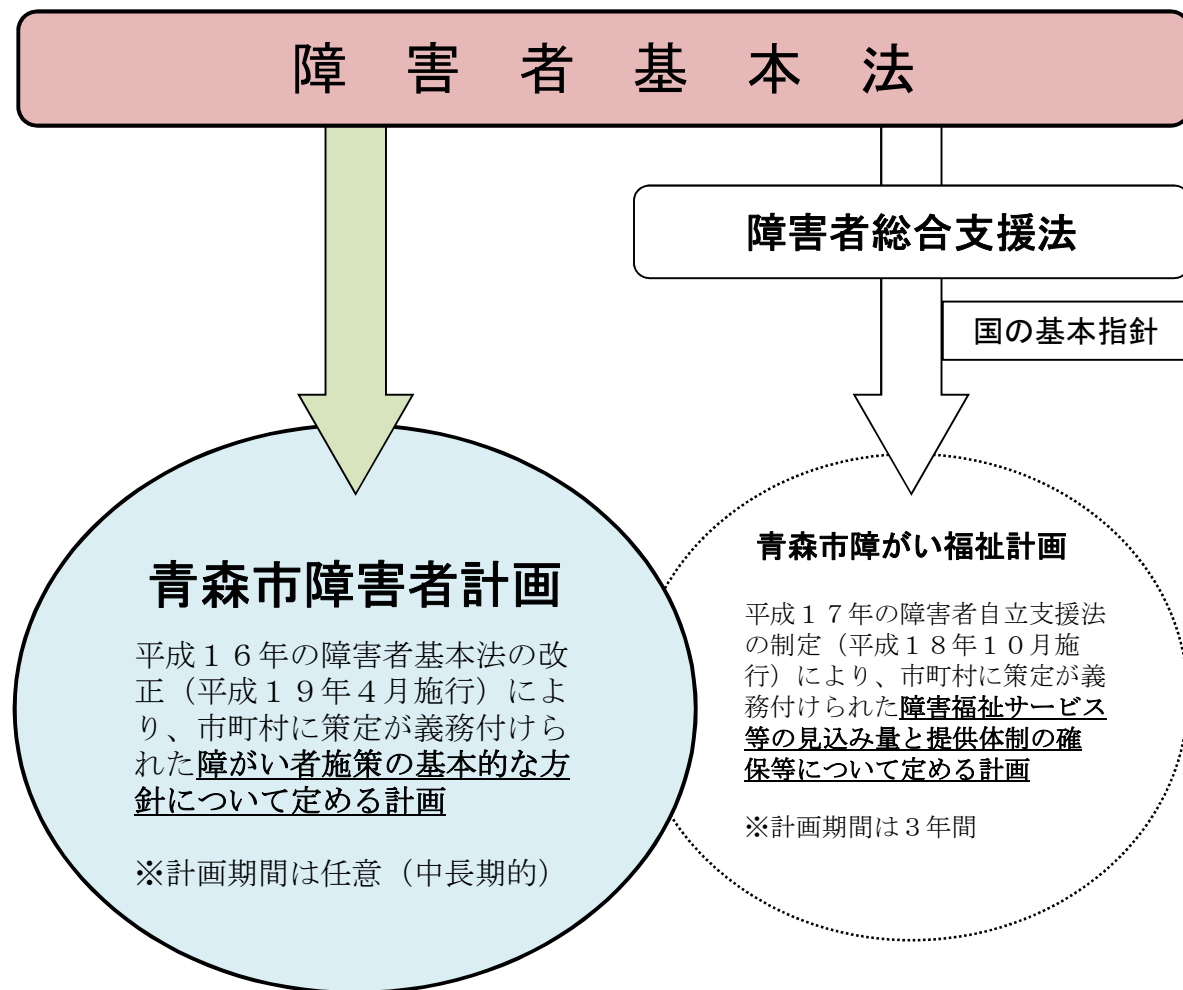 障害者基本法
障害者総合支援法
国の基本指針
青森市障害者計画
平成１６年の障害者基本法の改
正（平成１９年４月施行）によ
り、市町村に策定が義務付けら
れた障がい者施策の基本的な方
針について定める計画
※計画期間は任意（中長期的）
青森市障がい福祉計画
平成１７年の障害者自立支援法
の制定（平成１８年１０月施
行）により、市町村に策定が義
務付けられた障害福祉サービス
等の見込み量と提供体制の確
保等について定める計画
※計画期間は３年間